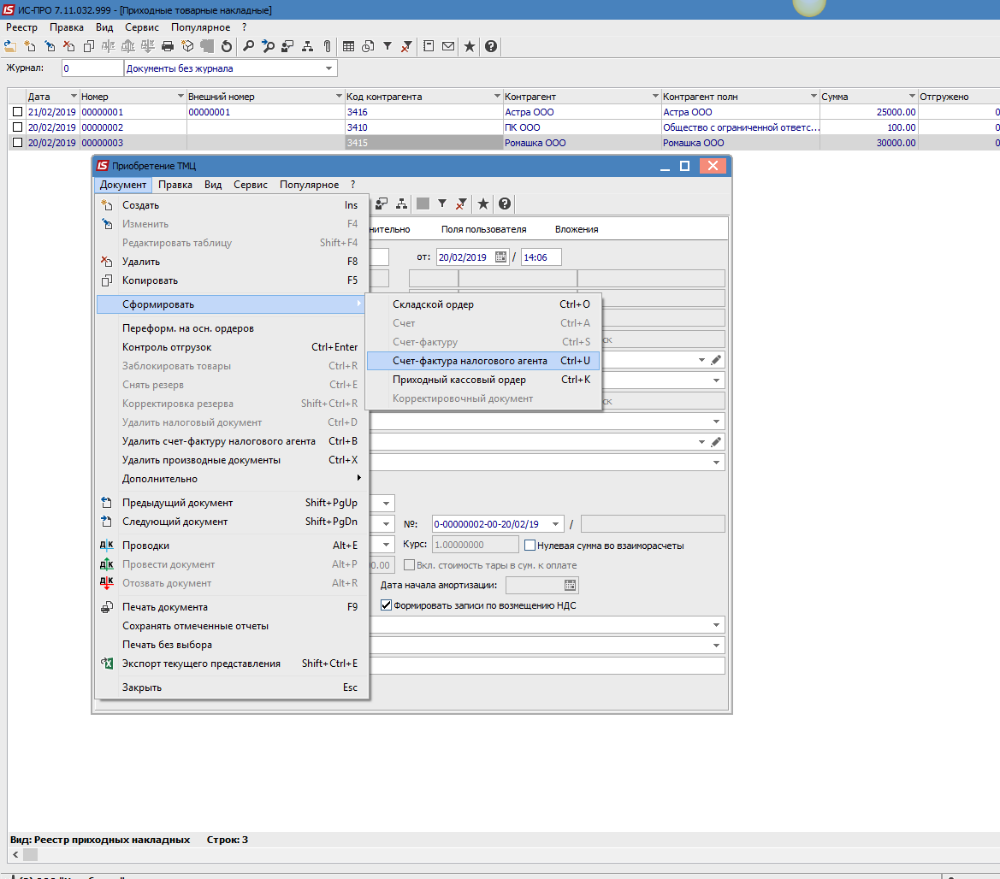 ИС-ПРО 7.11.032.999 - [Приходные товарные накладные]
Реестр Правка Вид Сервис Популярное ?
Журнал: 0 Документы без журнала
Дата Номер Внешний номер Код контрагента Контрагент Контрагент полн Сумма Отгружено
21/02/2019 00000001 00000001 3416 Астра ООО Астра ООО 25000.00 0
20/02/2019 00000002 3410 ПК ООО Общество с ограниченной ответс... 100.00 0
20/02/2019 00000003 3415 Ромашка ООО Ромашка ООО 30000.00 0
Приобретение ТМЦ
Документ Правка Вид Сервис Популярное ?
Создать Ins
Изменить F4
нительно Поля пользователя Вложения
Редактировать таблицу Shift+F4
Удалить F8
от: 20/02/2019 / 14:06
Копировать F5
Сформировать
Складской ордер Ctrl+O
Счет Ctrl+A
Счет-фактуру Ctrl+S
ск
Счет-фактура налогового агента Ctrl+U
Приходный кассовый ордер Ctrl+K
Корректировочный документ
ск
Переформ. на осн. ордеров
Контроль отгрузок Ctrl+Enter
Заблокировать товары Ctrl+R
Снять резерв Ctrl+E
Корректировка резерва Shift+Ctrl+R
Удалить налоговый документ Ctrl+D
Удалить счет-фактуру налогового агента Ctrl+B
Удалить производные документы Ctrl+X
Дополнительно
Предыдущий документ Shift+PgUp
Следующий документ Shift+PgDn
№: 0-00000002-00-20/02/19 /
Проводки Alt+E
Курс: 1.00000000 Нулевая сумма во взаиморасчеты
Провести документ Alt+P
0.00 Вкл. стоимость тары в сум. к оплате
Отозвать документ Alt+R
Дата начала амортизации:
Печать документа F9
Формировать записи по возмещению НДС
Сохранять отмеченные отчеты
Печать без выбора
Экспорт текущего представления Shift+Ctrl+E
Закрыть Esc
Вид: Реестр приходных накладных Строк: 3